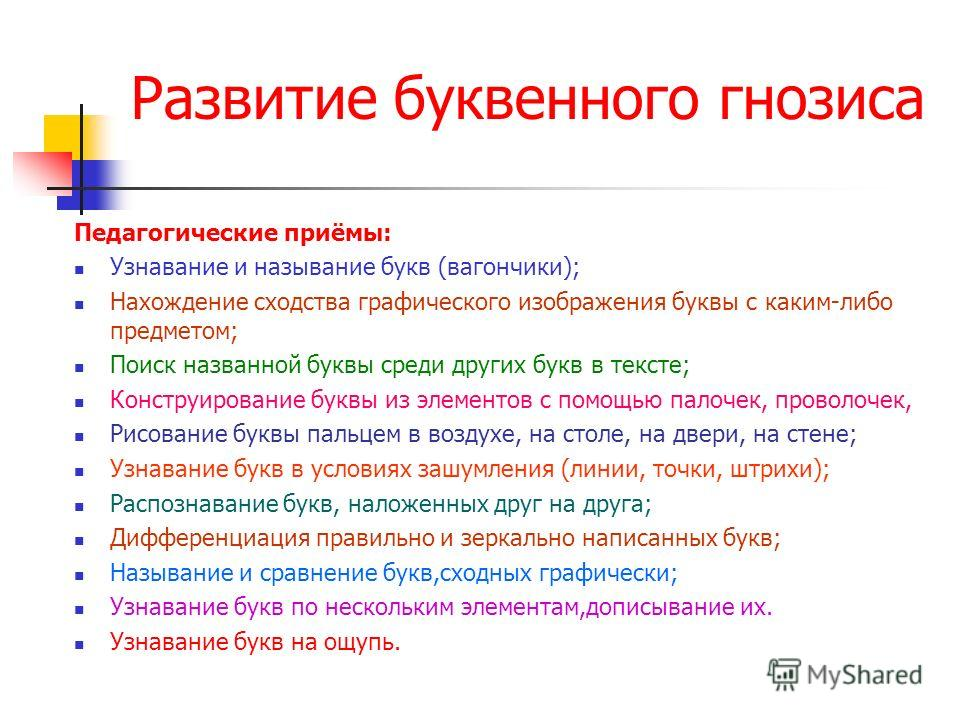 Развитие буквенного гнозиса
Педагогические приёмы:
Узнавание и называние букв (вагончики);
Нахождение сходства графического изображения буквы с каким-либо
предметом;
Поиск названной буквы среди других букв в тексте;
Конструирование буквы из элементов с помощью палочек, проволочек,
Рисование буквы пальцем в воздухе, на столе, на двери, на стене;
Узнавание букв в условиях зашумления (линии, точки, штрихи);
Распознавание букв, наложенных друг на друга;
Дифференциация правильно и зеркально написанных букв;
Называние и сравнение букв,сходных графически;
Узнавание букв по нескольким элементам,дописывание их.
Узнавание букв на ощупь.
MyShared